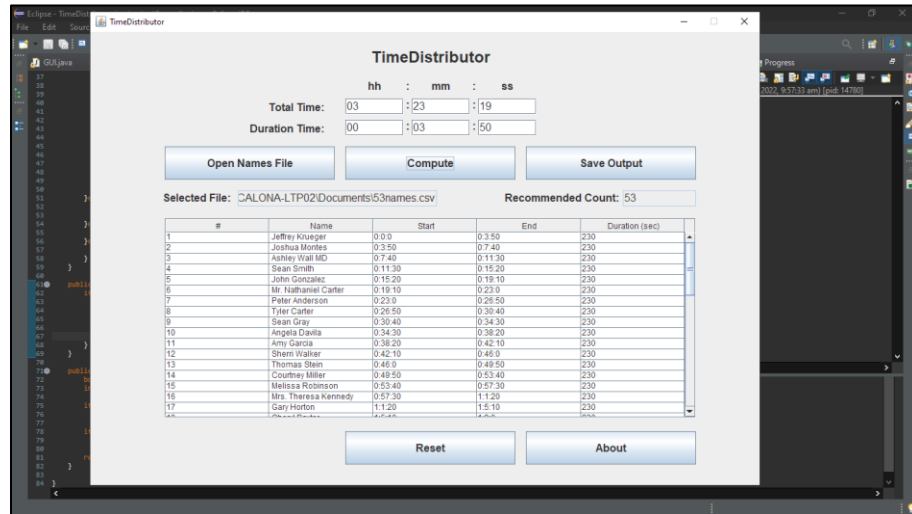 Eclipse - TimeDist
TimeDistributor
File Edit Sourc
GUI.java
Progress
2022, 9:57:33 am) [pid: 14780]
TimeDistributor
hh : mm : ss
Total Time: 03 : 23 : 19
Duration Time: 00 : 03 : 50
Open Names File Compute Save Output
Selected File: CALONA-LTP02\Documents\53names.csv Recommended Count: 53
# Name Start End Duration (sec)
1 Jeffrey Krueger 0:0:0 0:3:50 230
2 Joshua Montes 0:3:50 0:7:40 230
3 Ashley Wall MD 0:7:40 0:11:30 230
4 Sean Smith 0:11:30 0:15:20 230
5 John Gonzalez 0:15:20 0:19:10 230
6 Mr. Nathaniel Carter 0:19:10 0:23:0 230
7 Peter Anderson 0:23:0 0:26:50 230
8 Tyler Carter 0:26:50 0:30:40 230
9 Sean Gray 0:30:40 0:34:30 230
10 Angela Davila 0:34:30 0:38:20 230
11 Amy Garcia 0:38:20 0:42:10 230
12 Sherri Walker 0:42:10 0:46:0 230
13 Thomas Stein 0:46:0 0:49:50 230
14 Courtney Miller 0:49:50 0:53:40 230
15 Melissa Robinson 0:53:40 0:57:30 230
16 Mrs. Theresa Kennedy 0:57:30 1:1:20 230
17 Gary Horton 1:1:20 1:5:10 230
Reset About